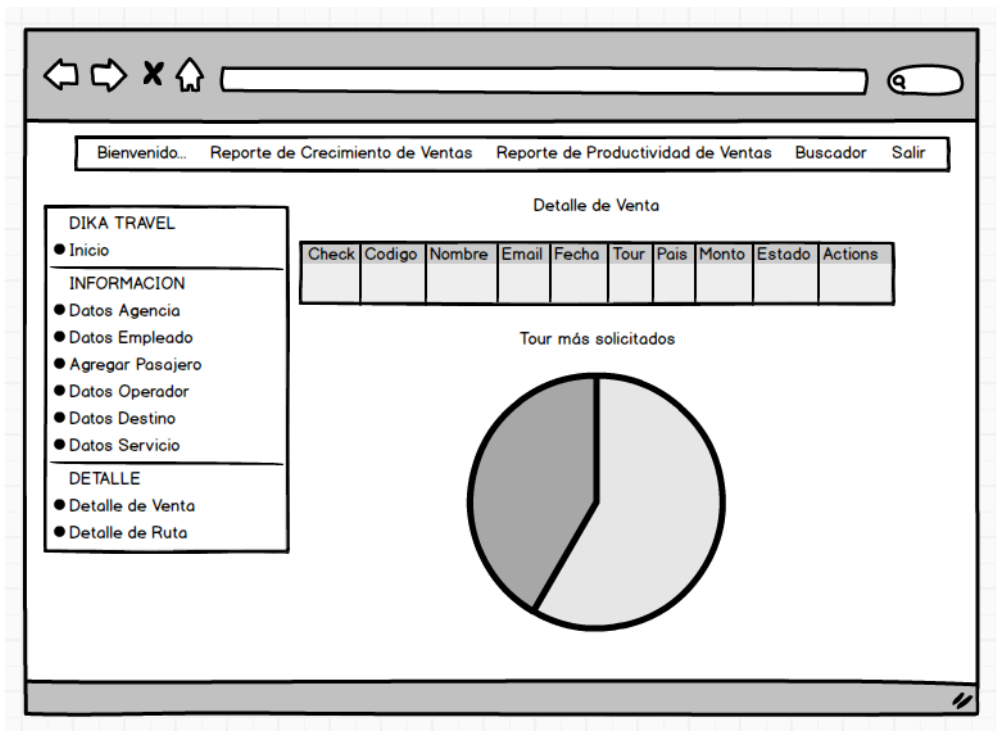 Bienvenido... Reporte de Crecimiento de Ventas Reporte de Productividad de Ventas Buscador Salir
DIKA TRAVEL
Inicio
INFORMACION
Datos Agencia
Datos Empleado
Agregar Pasajero
Datos Operador
Datos Destino
Datos Servicio
DETALLE
Detalle de Venta
Detalle de Ruta
Detalle de Venta
Check Codigo Nombre Email Fecha Tour Pais Monto Estado Actions
Tour más solicitados